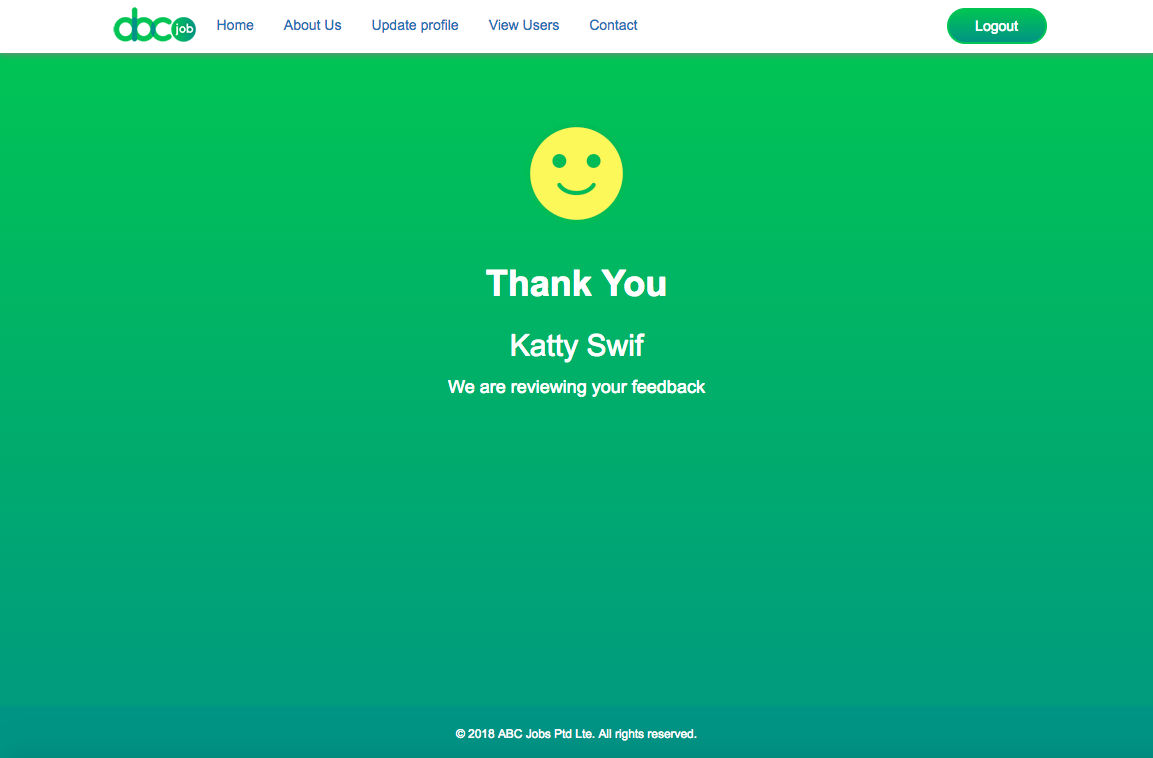 abc job Home About Us Update profile View Users Contact Logout
Thank You
Katty Swif
We are reviewing your feedback
© 2018 ABC Jobs Ptd Lte. All rights reserved.